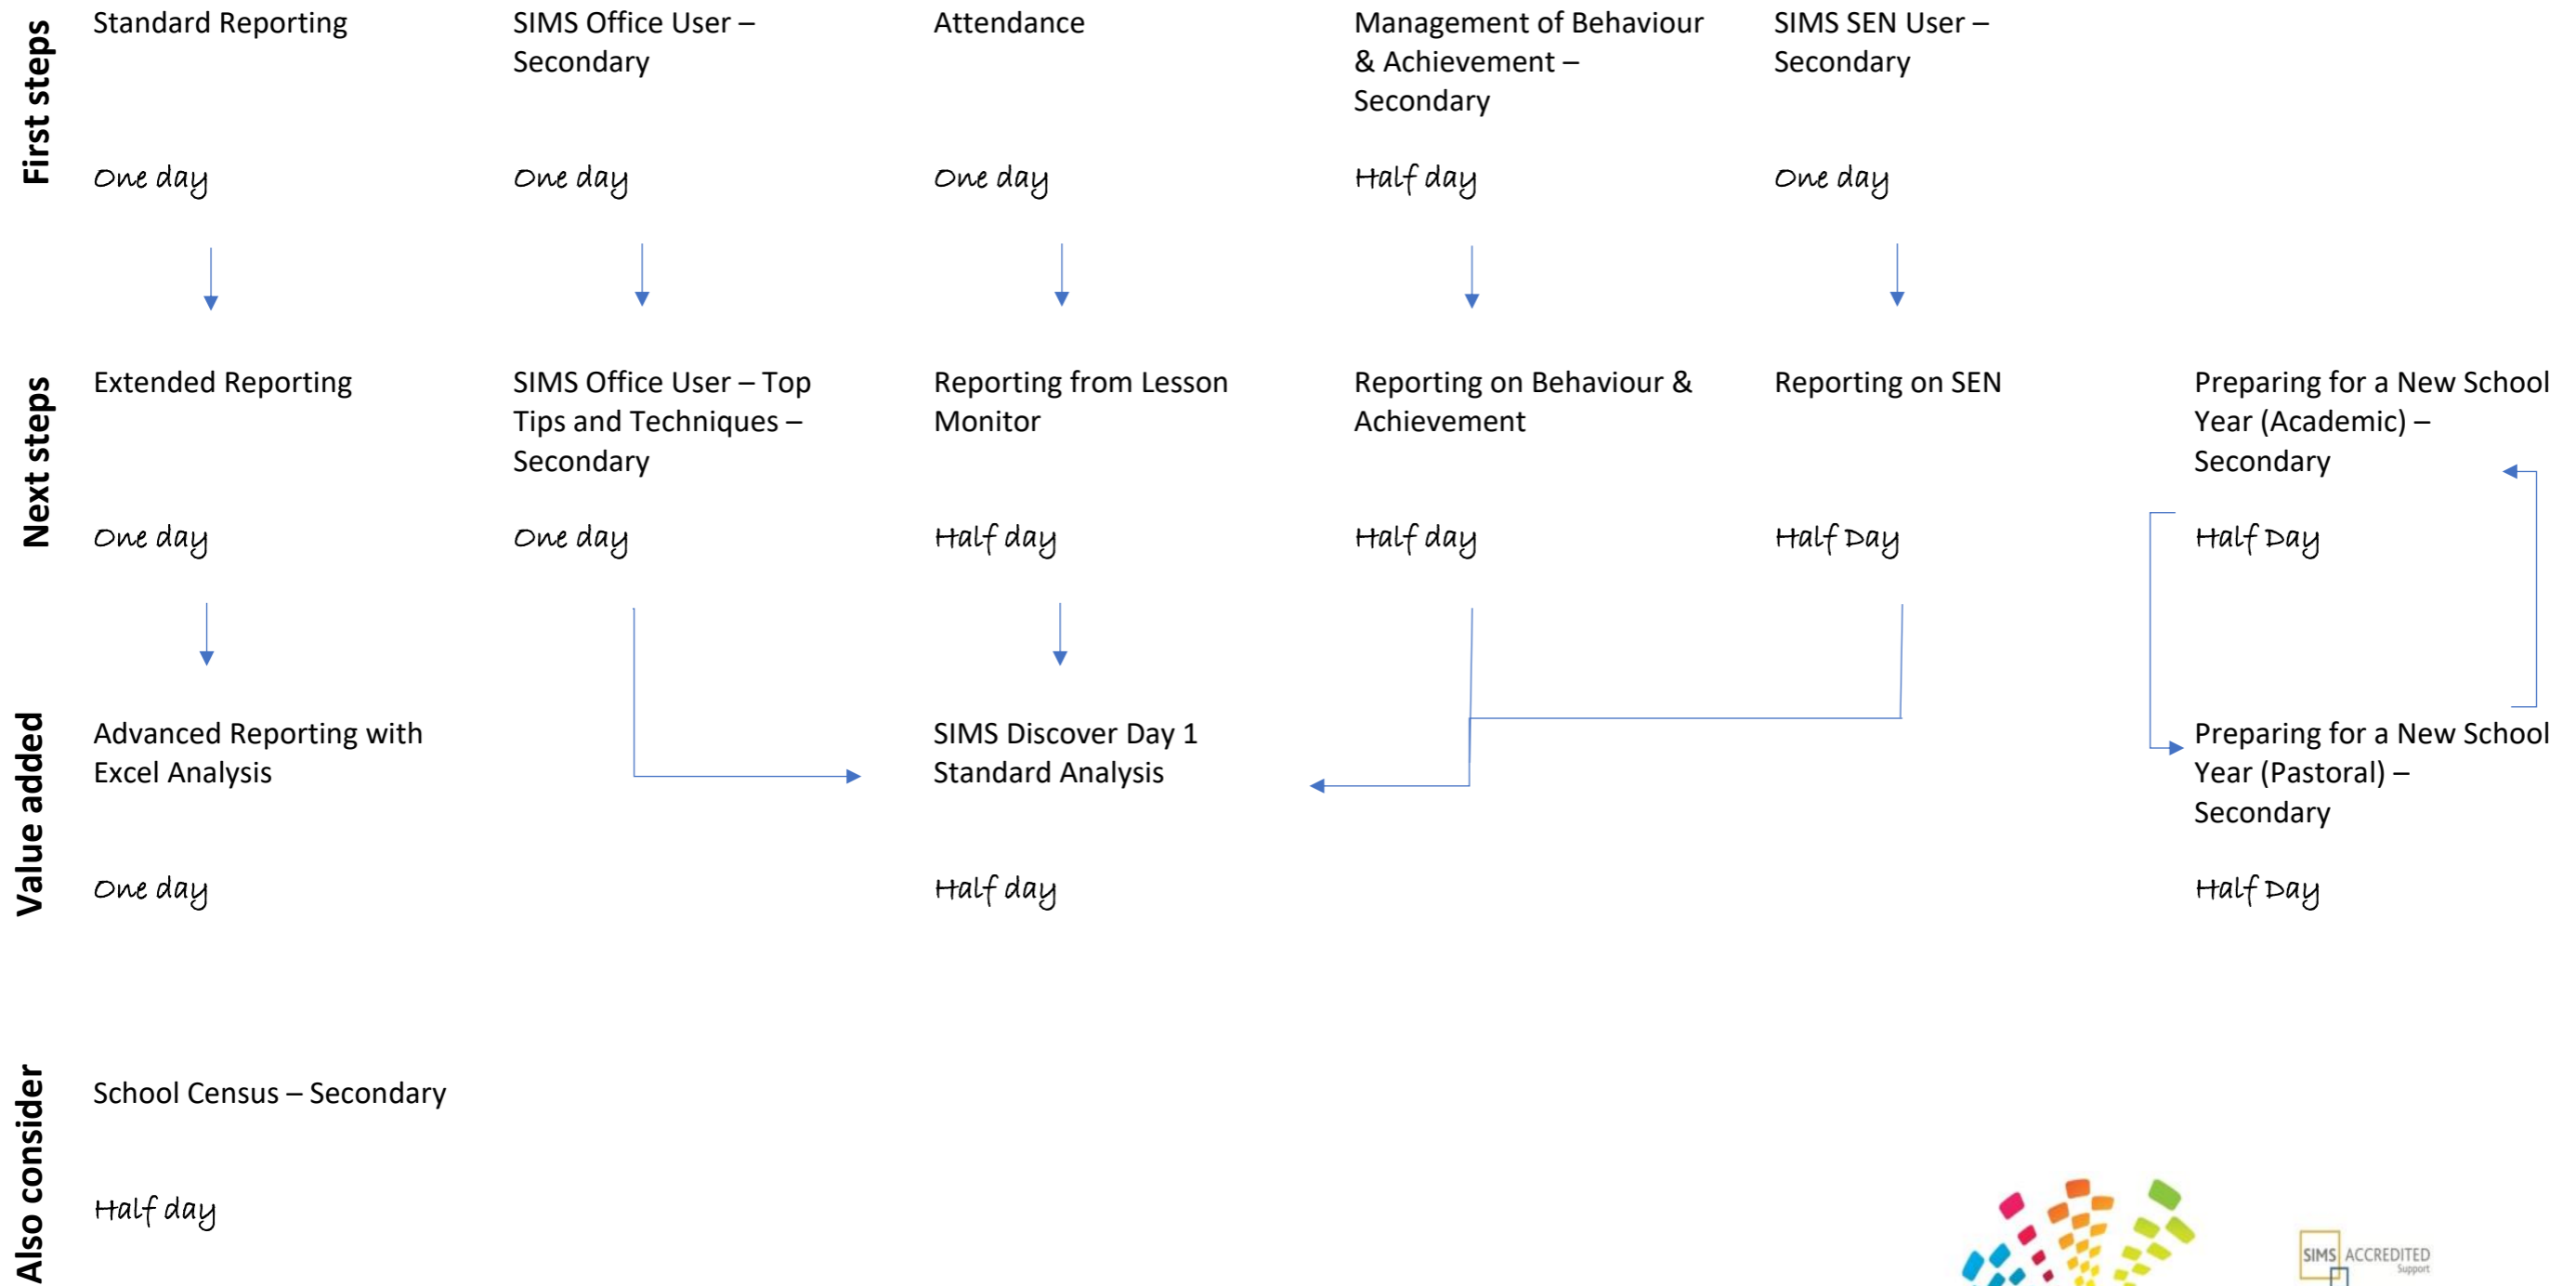 First steps
Standard Reporting
One day
SIMS Office User –
Secondary
One day
Attendance
One day
Management of Behaviour
& Achievement –
Secondary
Half day
SIMS SEN User –
Secondary
One day
Next steps
Extended Reporting
One day
SIMS Office User – Top
Tips and Techniques –
Secondary
One day
Reporting from Lesson
Monitor
Half day
Reporting on Behaviour &
Achievement
Half day
Reporting on SEN
Half Day
Preparing for a New School
Year (Academic) –
Secondary
Half Day
Value added
Advanced Reporting with
Excel Analysis
One day
SIMS Discover Day 1
Standard Analysis
Half day
Preparing for a New School
Year (Pastoral) –
Secondary
Half Day
Also consider
School Census – Secondary
Half day
SIMS ACCREDITED
Support